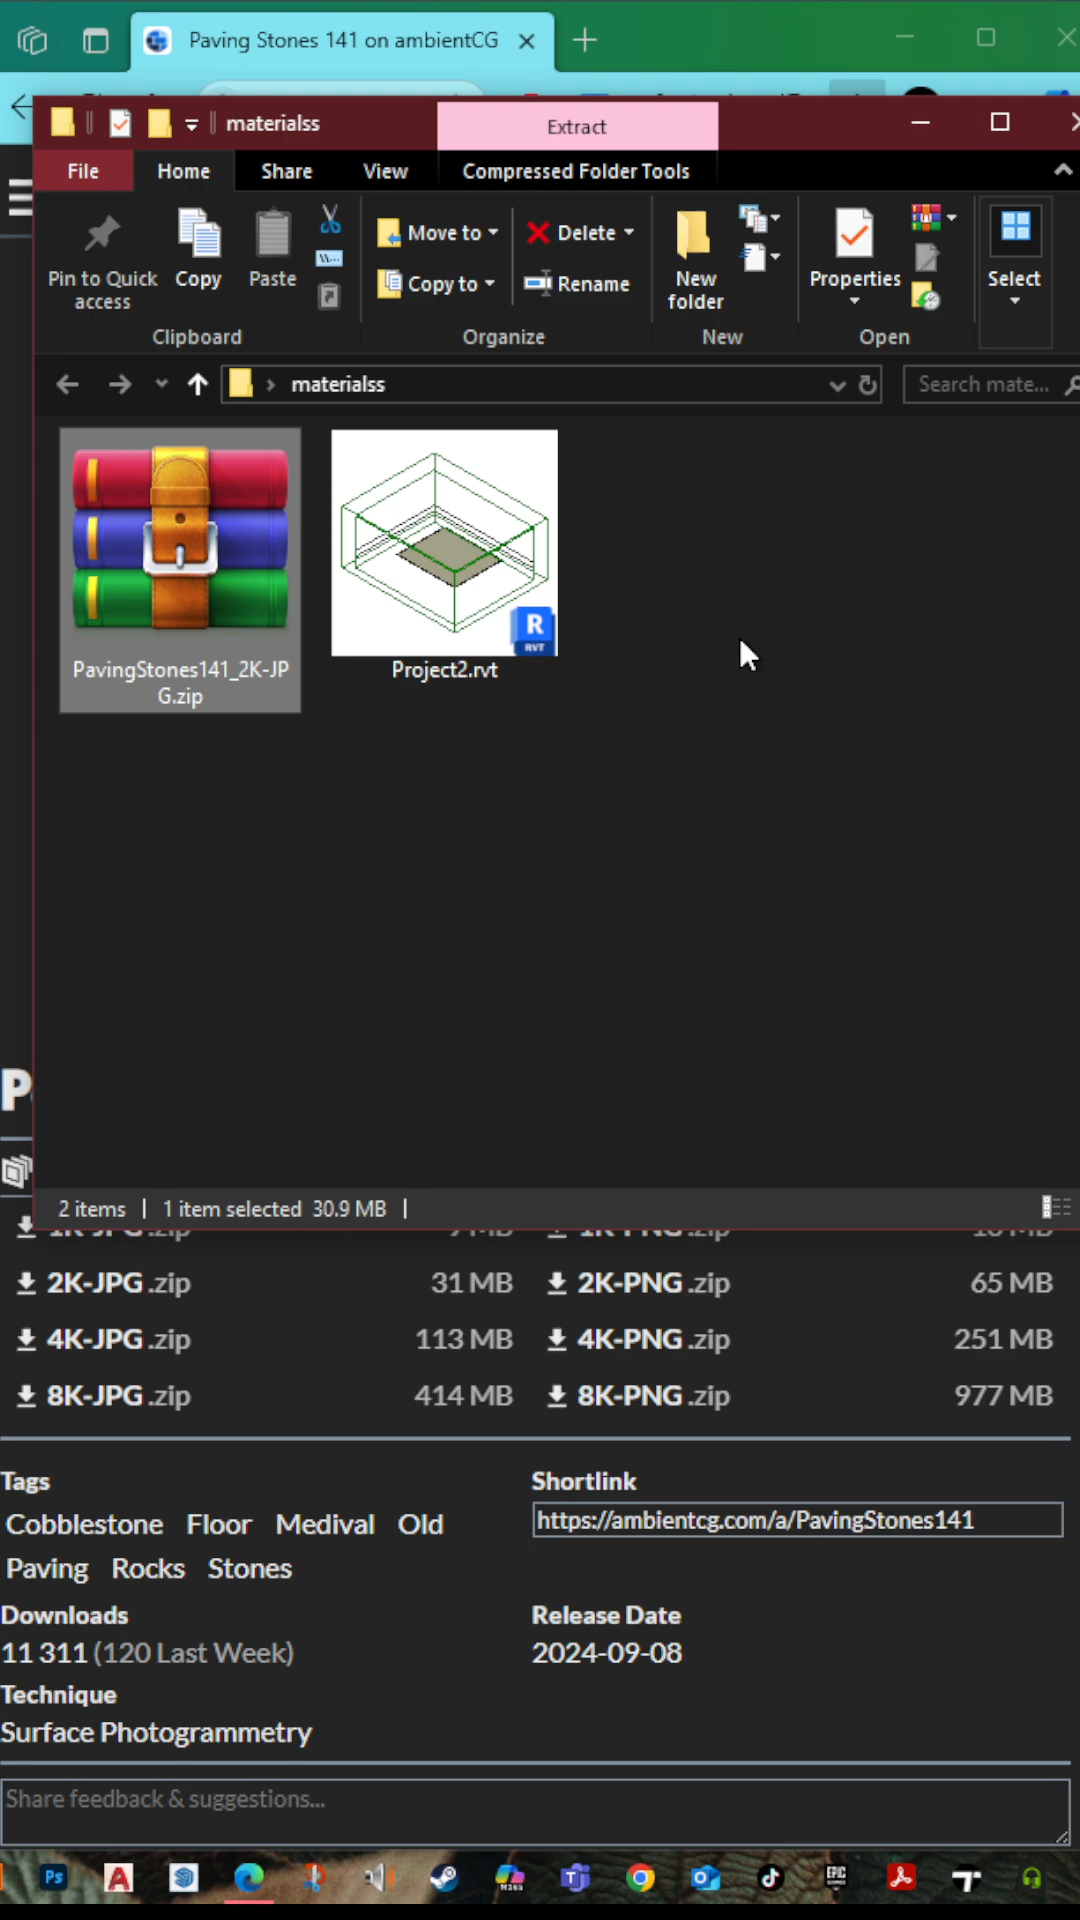 Paving Stones 141 on ambientCG
materialss
Extract
File
Home
Share
View
Compressed Folder Tools
Pin to Quick
access
Copy
Paste
Move to
Copy to
Delete
Rename
New
folder
Properties
Select
Clipboard
Organize
New
Open
materialss
Search mate...
PavingStones141_2K-JP
G.zip
R
RVT
Project2.rvt
P
2 items
1 item selected 30.9 MB
2K-JPG .zip
31 MB
2K-PNG .zip
65 MB
4K-JPG .zip
113 MB
4K-PNG .zip
251 MB
8K-JPG .zip
414 MB
8K-PNG .zip
977 MB
Tags
Shortlink
Cobblestone Floor Medival Old
https://ambientcg.com/a/PavingStones141
Paving Rocks Stones
Downloads
Release Date
11 311 (120 Last Week)
2024-09-08
Technique
Surface Photogrammetry
Share feedback & suggestions...
Ps
A
M365
EPIC